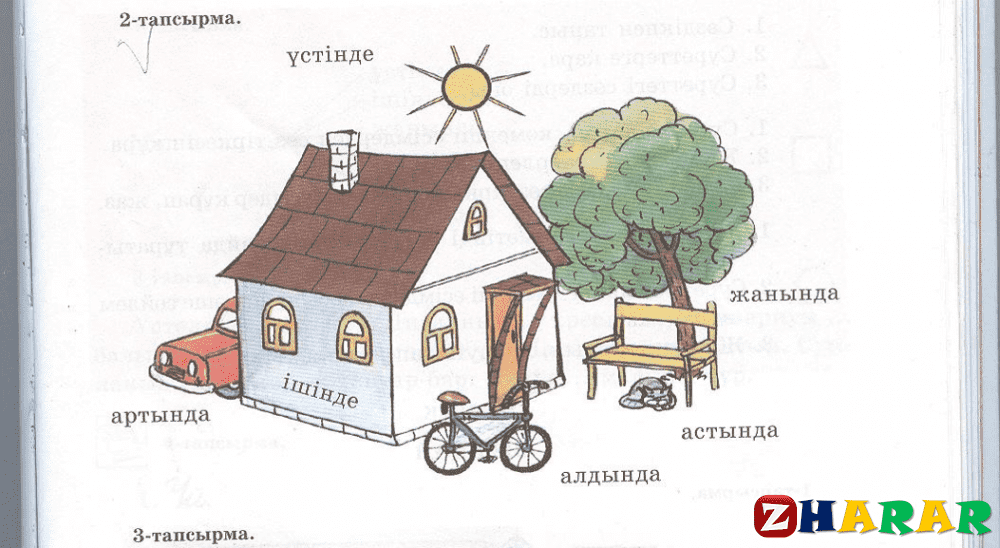 2-тапсырма.
үстінде
жанында
ішінде
артында
астында
алдында
3-тапсырма.
ZHARAR